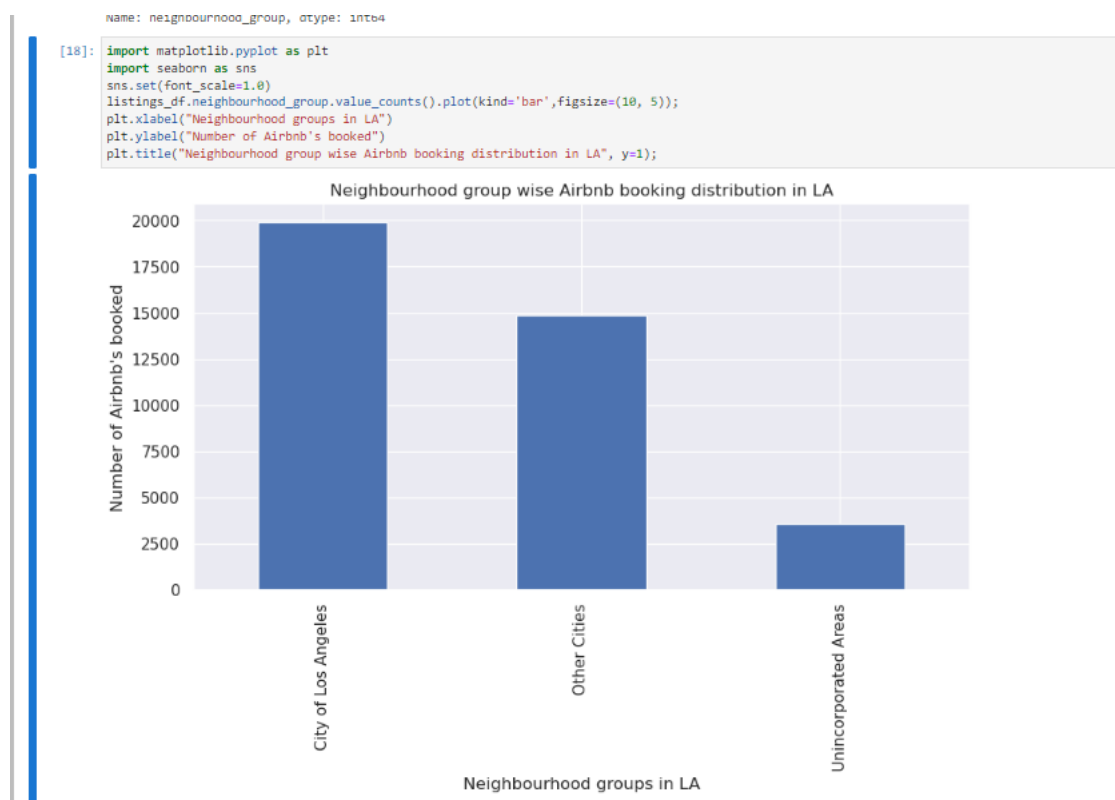 Name: neighbourhood_group, dtype: int64
[18]: import matplotlib.pyplot as plt
import seaborn as sns
sns.set(font_scale=1.0)
listings_df.neighbourhood_group.value_counts().plot(kind='bar',figsize=(10, 5));
plt.xlabel("Neighbourhood groups in LA")
plt.ylabel("Number of Airbnb's booked")
plt.title("Neighbourhood group wise Airbnb booking distribution in LA", y=1);
Neighbourhood group wise Airbnb booking distribution in LA
Number of Airbnb's booked
20000
17500
15000
12500
10000
7500
5000
2500
0
City of Los Angeles
Other Cities
Unincorporated Areas
Neighbourhood groups in LA